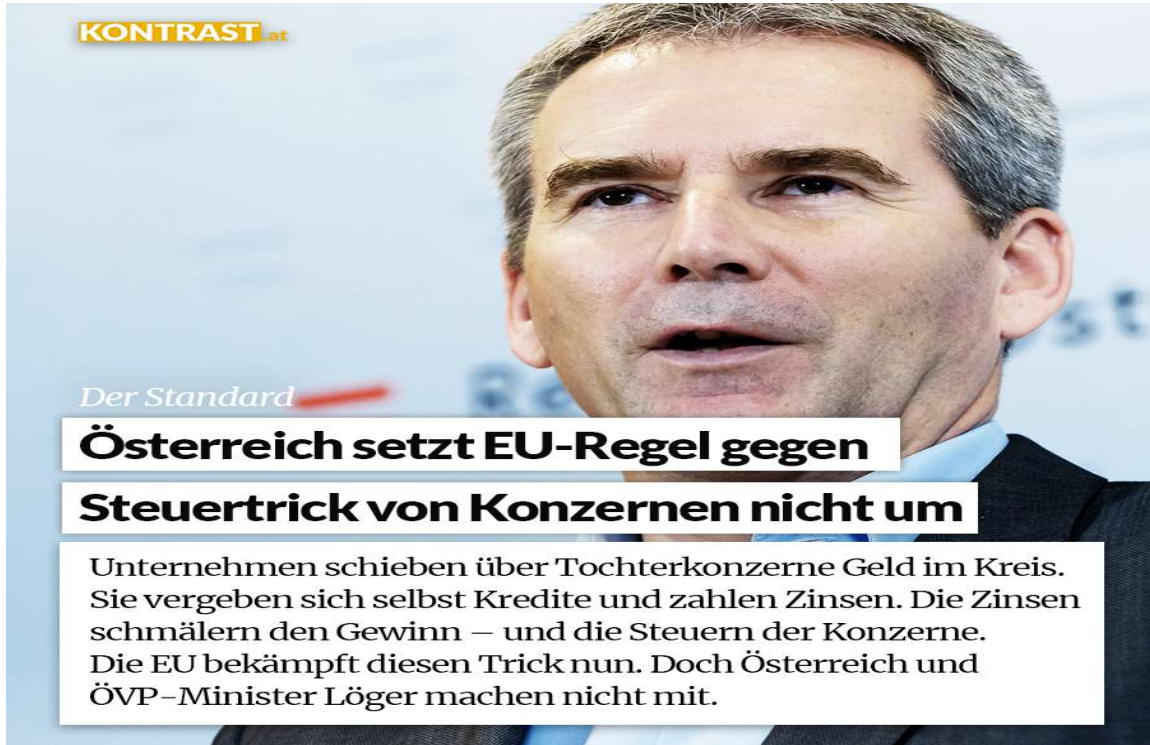 KONTRAST.at
Der Standard
Österreich setzt EU-Regel gegen
Steuertrick von Konzernen nicht um
Unternehmen schieben über Tochterkonzerne Geld im Kreis.
Sie vergeben sich selbst Kredite und zahlen Zinsen. Die Zinsen
schmälern den Gewinn – und die Steuern der Konzerne.
Die EU bekämpft diesen Trick nun. Doch Österreich und
ÖVP-Minister Löger machen nicht mit.